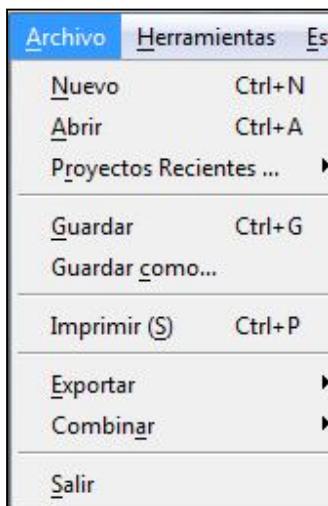 Archivo Herramientas Es
Nuevo Ctrl+N
Abrir Ctrl+A
Proyectos Recientes ...
Guardar Ctrl+G
Guardar como...
Imprimir (S) Ctrl+P
Exportar
Combinar
Salir